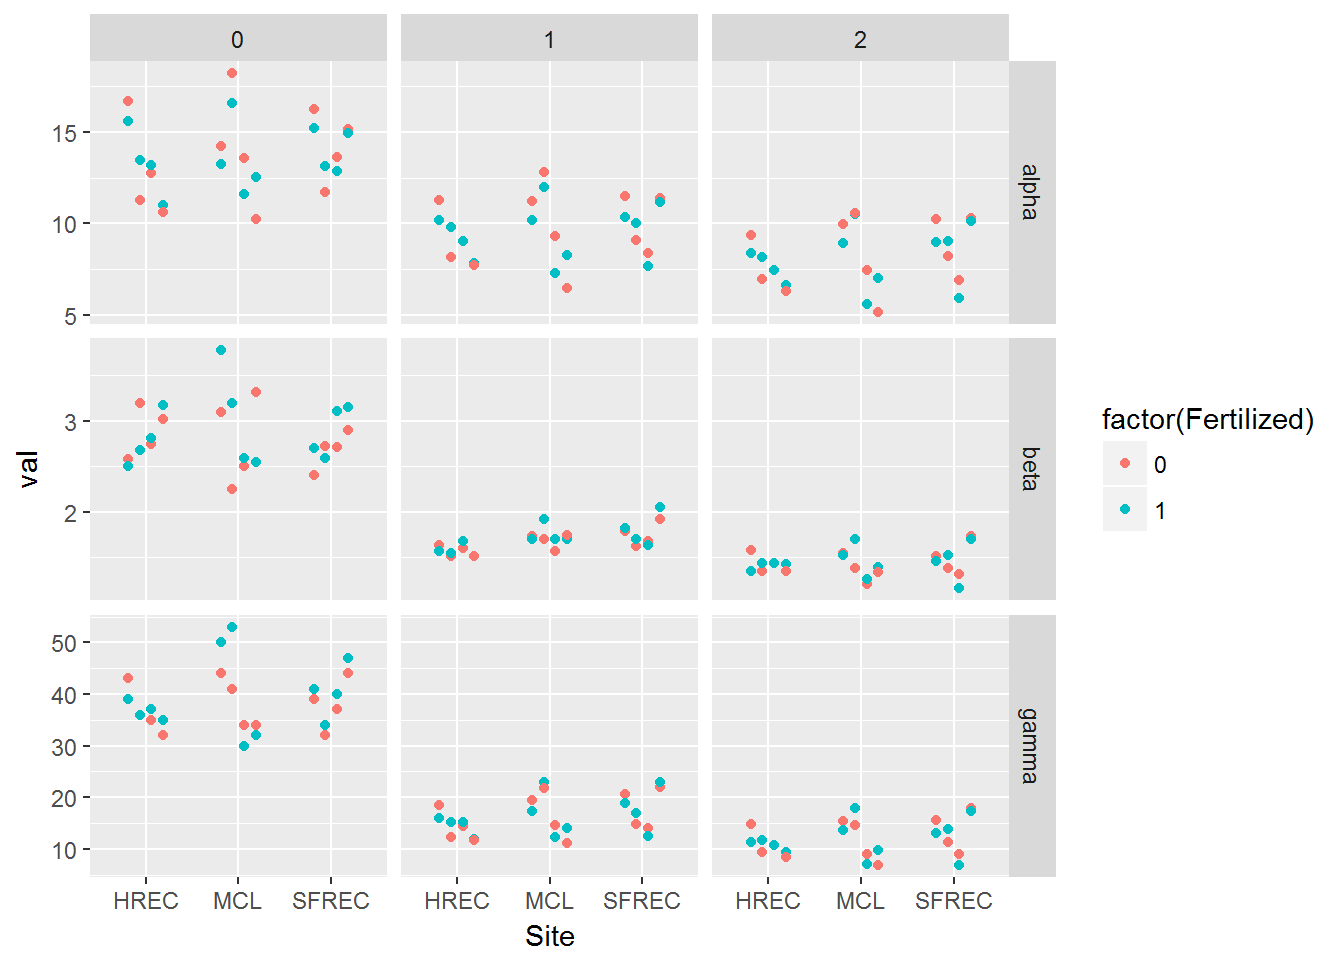 0 1 2
15
10
5
alpha
3
2
beta
50
40
30
20
10
gamma
val
HREC MCL SFREC HREC MCL SFREC HREC MCL SFREC
Site
factor(Fertilized)
0
1